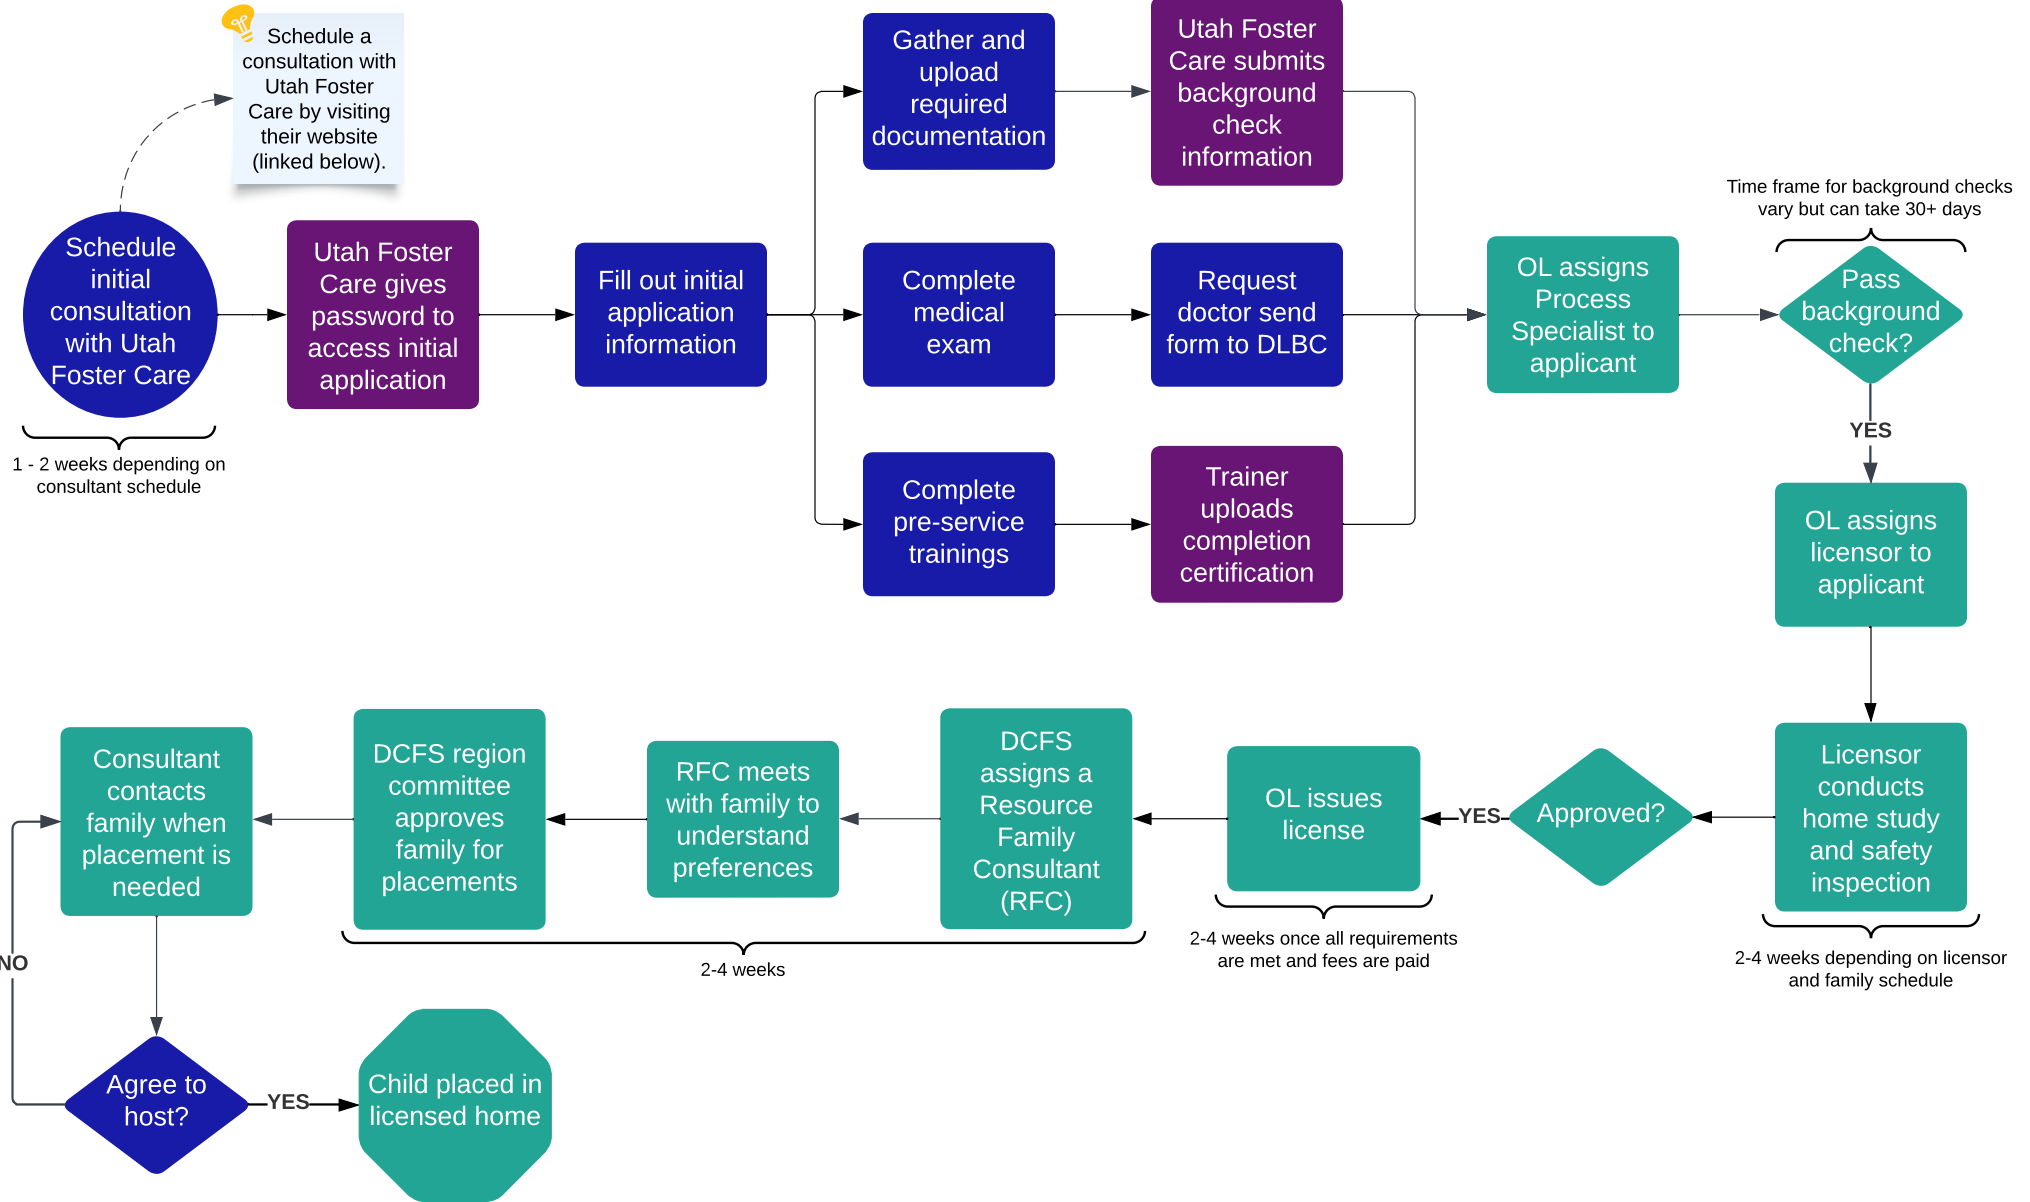 Schedule a
consultation with
Utah Foster
Care by visiting
their website
(linked below).
Schedule
initial
consultation
with Utah
Foster Care
1 - 2 weeks depending on
consultant schedule
Utah Foster
Care gives
password to
access initial
application
Fill out initial
application
information
Gather and
upload
required
documentation
Utah Foster
Care submits
background
check
information
Complete
medical
exam
Request
doctor send
form to DLBC
Complete
pre-service
trainings
Trainer
uploads
completion
certification
OL assigns
Process
Specialist to
applicant
Time frame for background checks
vary but can take 30+ days
Pass
background
check?
YES
OL assigns
licensor to
applicant
Licensor
conducts
home study
and safety
inspection
2-4 weeks depending on licensor
and family schedule
Approved?
YES
OL issues
license
2-4 weeks once all requirements
are met and fees are paid
DCFS
assigns a
Resource
Family
Consultant
(RFC)
RFC meets
with family to
understand
preferences
DCFS region
committee
approves
family for
placements
2-4 weeks
Consultant
contacts
family when
placement is
needed
NO
Agree to
host?
YES
Child placed in
licensed home